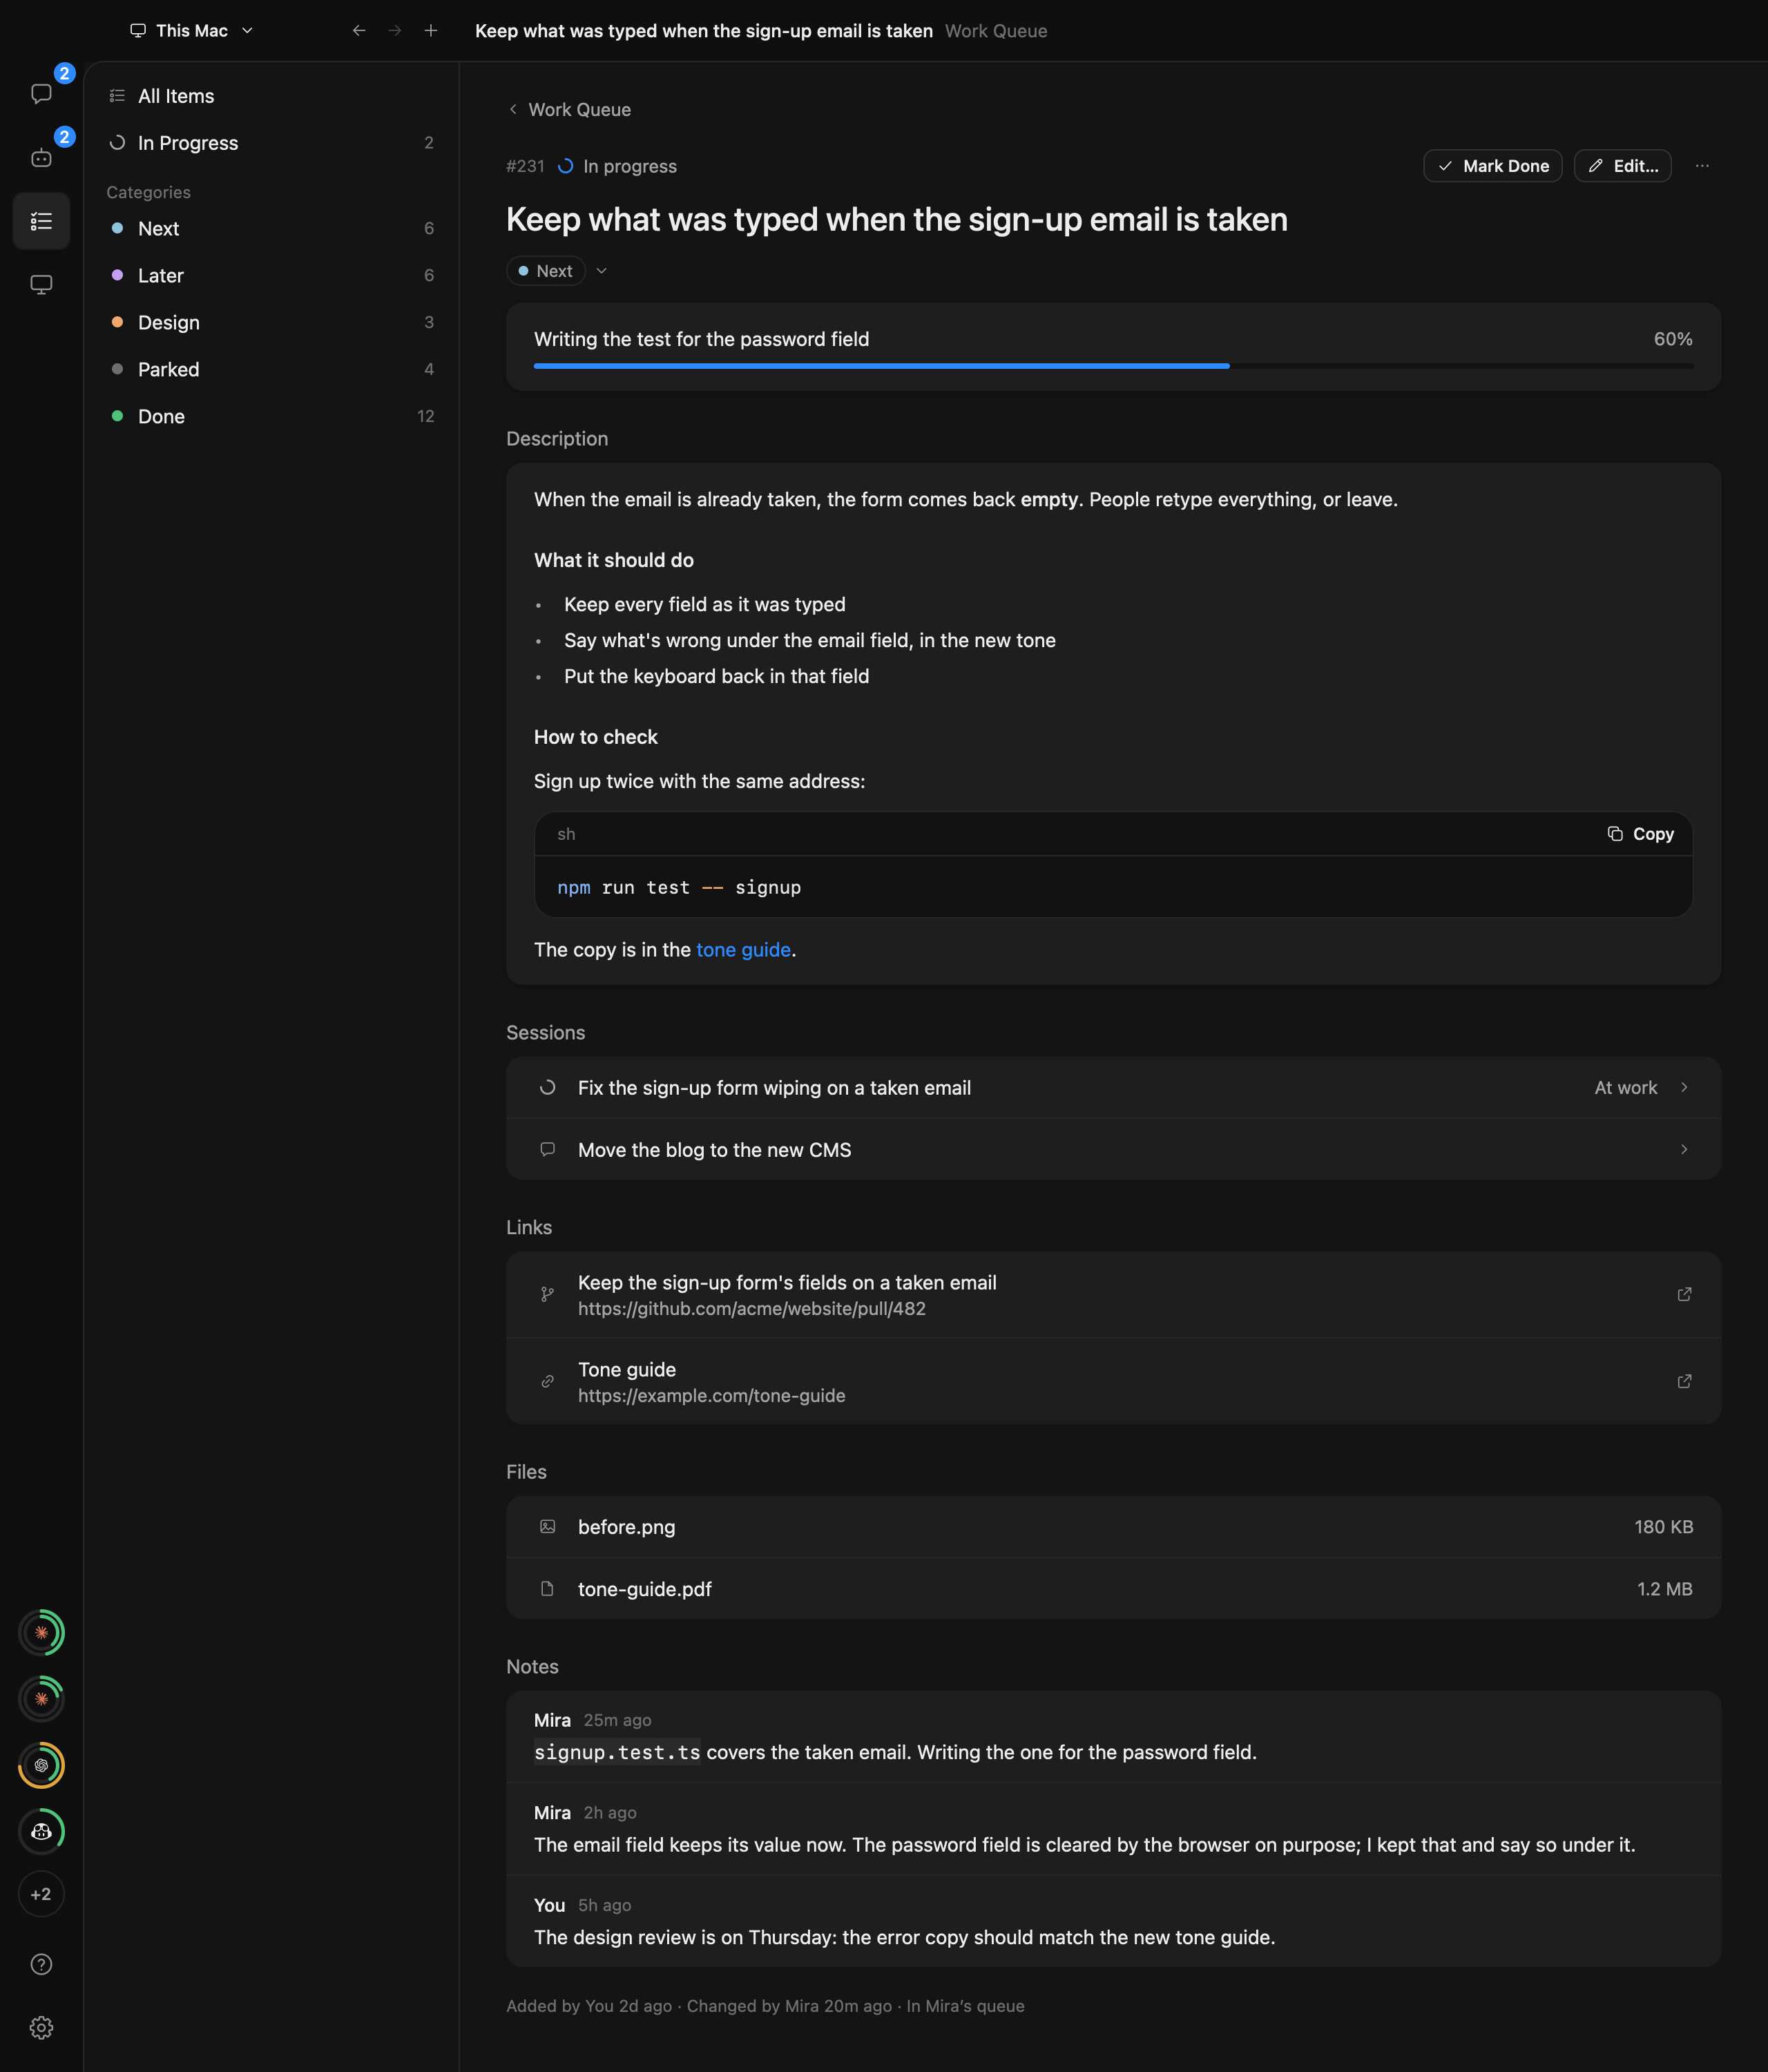 This Mac
Keep what was typed when the sign-up email is taken Work Queue
2
2
All Items
In Progress 2
Categories
Next 6
Later 6
Design 3
Parked 4
Done 12
+2
Work Queue
#231 In progress
Mark Done
Edit...
Keep what was typed when the sign-up email is taken
Next
Writing the test for the password field 60%
Description
When the email is already taken, the form comes back empty. People retype everything, or leave.
What it should do
• Keep every field as it was typed
• Say what's wrong under the email field, in the new tone
• Put the keyboard back in that field
How to check
Sign up twice with the same address:
sh Copy
npm run test -- signup
The copy is in the tone guide.
Sessions
Fix the sign-up form wiping on a taken email At work
Move the blog to the new CMS
Links
Keep the sign-up form's fields on a taken email
https://github.com/acme/website/pull/482
Tone guide
https://example.com/tone-guide
Files
before.png 180 KB
tone-guide.pdf 1.2 MB
Notes
Mira 25m ago
signup.test.ts covers the taken email. Writing the one for the password field.
Mira 2h ago
The email field keeps its value now. The password field is cleared by the browser on purpose; I kept that and say so under it.
You 5h ago
The design review is on Thursday: the error copy should match the new tone guide.
Added by You 2d ago · Changed by Mira 20m ago · In Mira’s queue